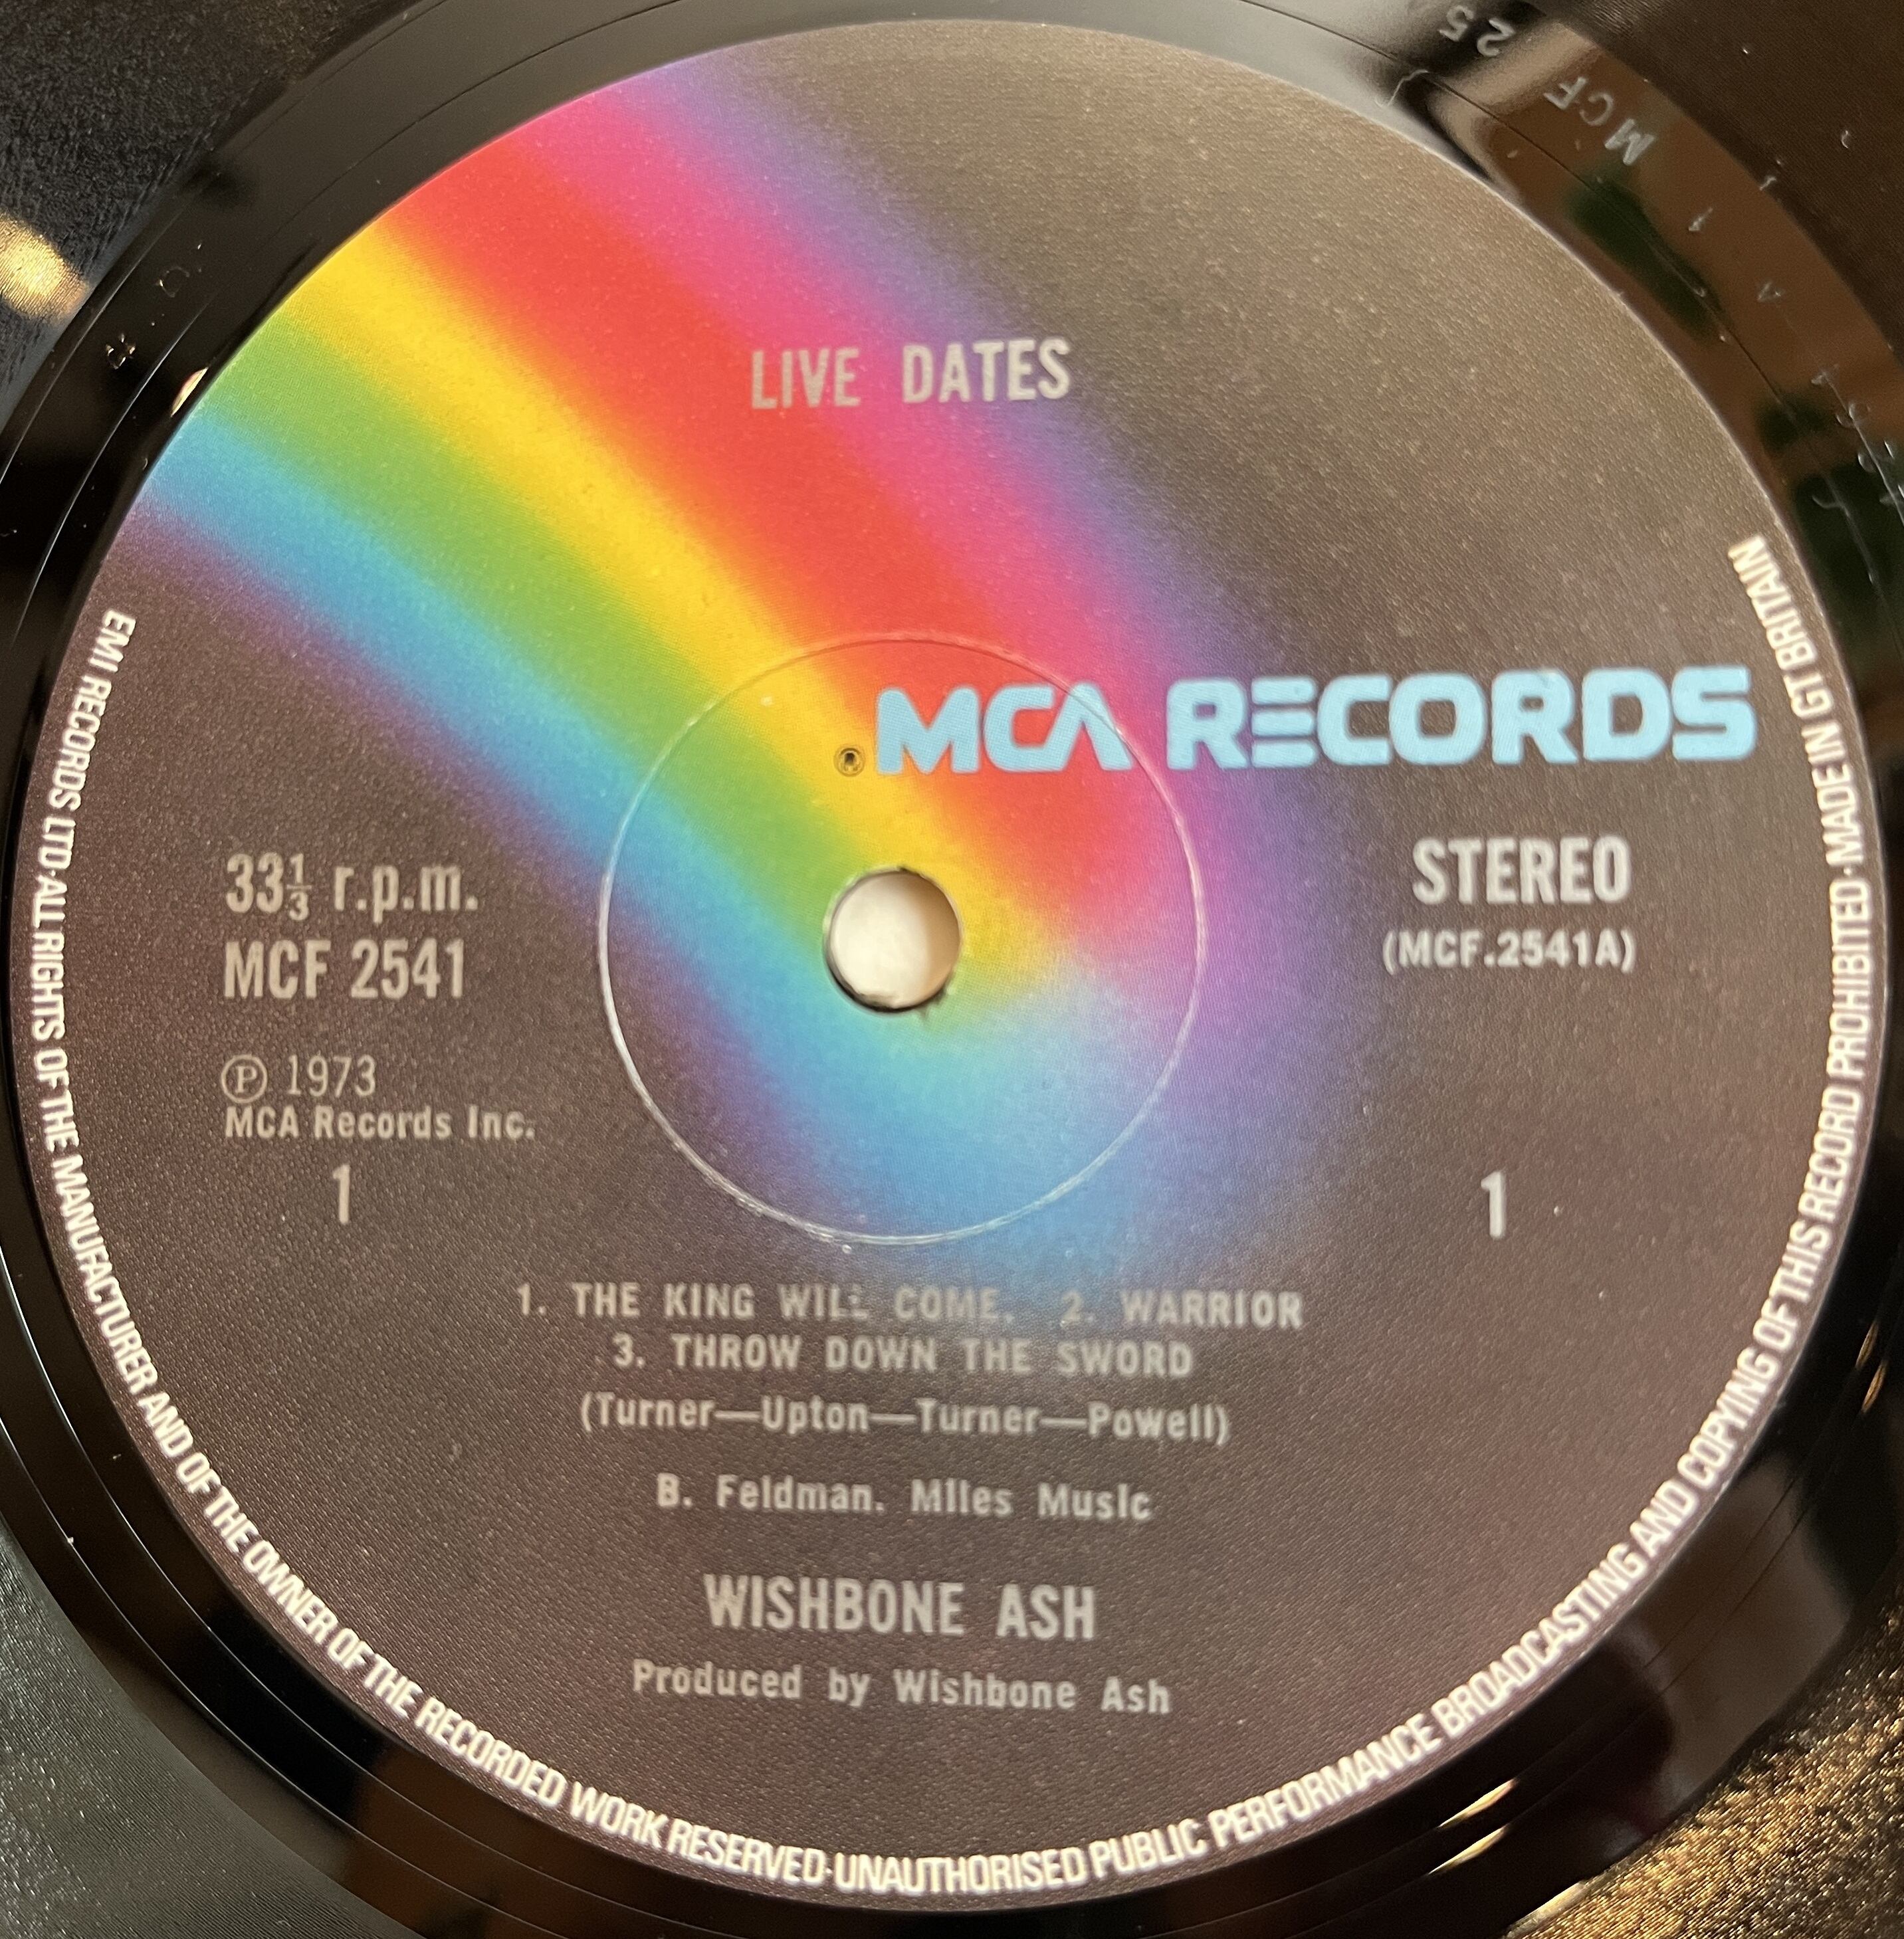 MCF 25
LIVE DATES
MCA RECORDS
33⅓ r.p.m.
MCF 2541
STEREO
(MCF.2541A)
℗ 1973
MCA Records Inc.
1
1
1. THE KING WILL COME. 2. WARRIOR
3. THROW DOWN THE SWORD
(Turner—Upton—Turner—Powell)
B. Feldman. Miles Music
WISHBONE ASH
Produced by Wishbone Ash
EMI RECORDS LTD·ALL RIGHTS OF THE MANUFACTURER AND OF THE OWNER OF THE RECORDED WORK RESERVED·UNAUTHORISED PUBLIC PERFORMANCE BROADCASTING AND COPYING OF THIS RECORD PROHIBITED·MADE IN GT BRITAIN